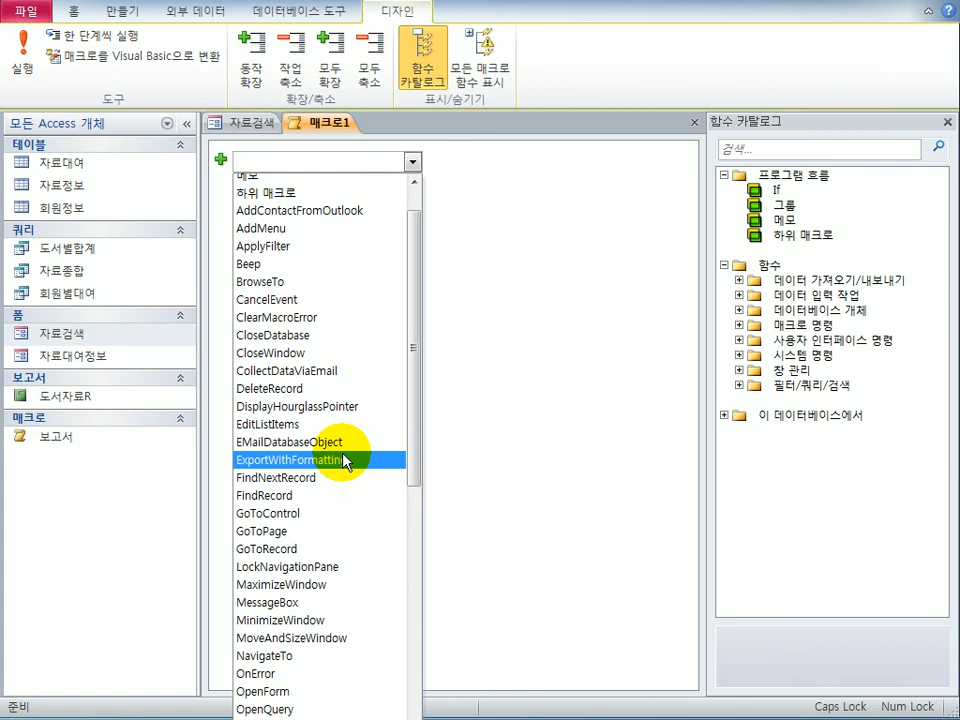 파일 홈 만들기 외부 데이터 데이터베이스 도구 디자인
실행
한 단계씩 실행
매크로를 Visual Basic으로 변환
도구
동작 확장
작업 축소
모두 확장
모두 축소
확장/축소
함수 카탈로그
모든 매크로 함수 표시
표시/숨기기
모든 Access 개체
테이블
자료대여
자료정보
회원정보
쿼리
도서별합계
자료종합
회원별대여
폼
자료검색
자료대여정보
보고서
도서자료R
매크로
보고서
자료검색 매크로1
메모
하위 매크로
AddContactFromOutlook
AddMenu
ApplyFilter
Beep
BrowseTo
CancelEvent
ClearMacroError
CloseDatabase
CloseWindow
CollectDataViaEmail
DeleteRecord
DisplayHourglassPointer
EditListItems
EMailDatabaseObject
ExportWithFormatting
FindNextRecord
FindRecord
GoToControl
GoToPage
GoToRecord
LockNavigationPane
MaximizeWindow
MessageBox
MinimizeWindow
MoveAndSizeWindow
NavigateTo
OnError
OpenForm
OpenQuery
함수 카탈로그
검색...
프로그램 흐름
If
그룹
메모
하위 매크로
함수
데이터 가져오기/내보내기
데이터 입력 작업
데이터베이스 개체
매크로 명령
사용자 인터페이스 명령
시스템 명령
창 관리
필터/쿼리/검색
이 데이터베이스에서
준비
Caps Lock Num Lock